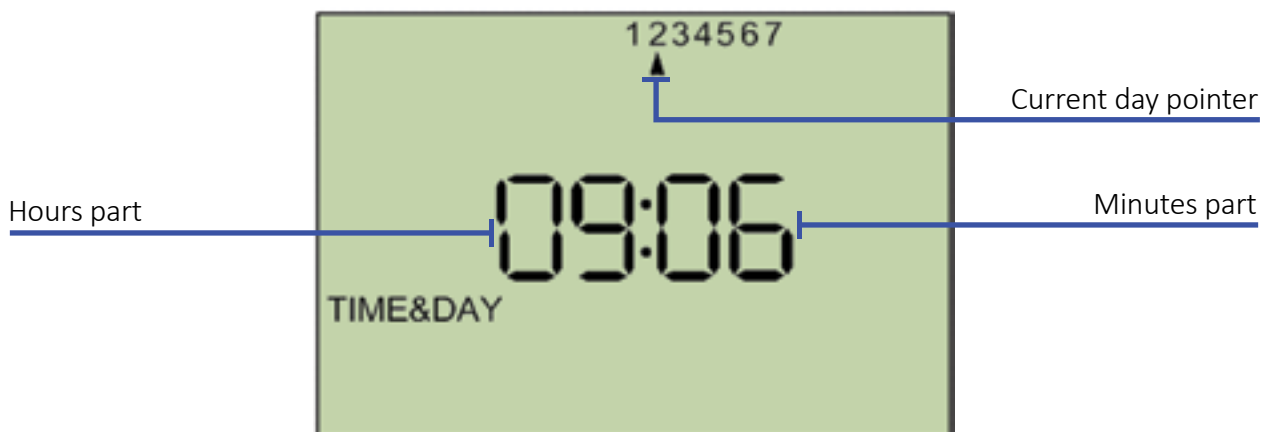 1234567
Current day pointer
Minutes part
Hours part
09:06
TIME&DAY